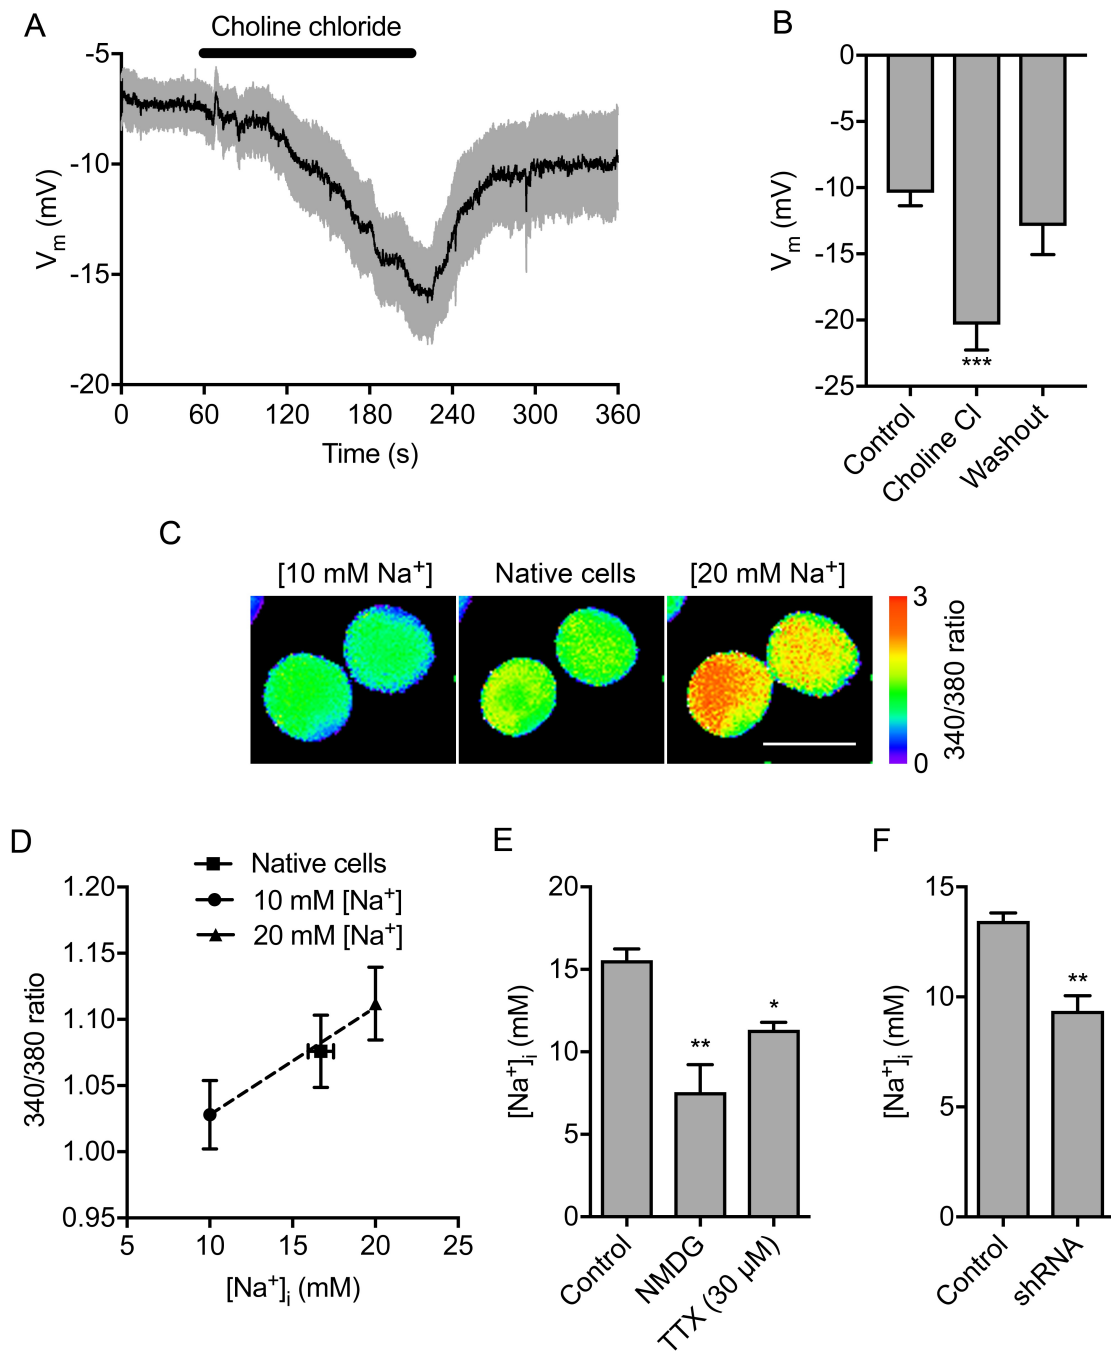 A
Choline chloride
-5
-10
-15
-20
Vm (mV)
0 60 120 180 240 300 360
Time (s)
B
0
-5
-10
-15
-20
-25
Vm (mV)
***
Control
Choline Cl
Washout
C
[10 mM Na+] Native cells [20 mM Na+]
3
0
340/380 ratio
D
Native cells
10 mM [Na+]
20 mM [Na+]
1.20
1.15
1.10
1.05
1.00
0.95
340/380 ratio
5 10 15 20 25
[Na+]i (mM)
E
20
15
10
5
0
[Na+]i (mM)
**
*
Control
NMDG
TTX (30 µM)
F
15
10
5
0
[Na+]i (mM)
**
Control
shRNA